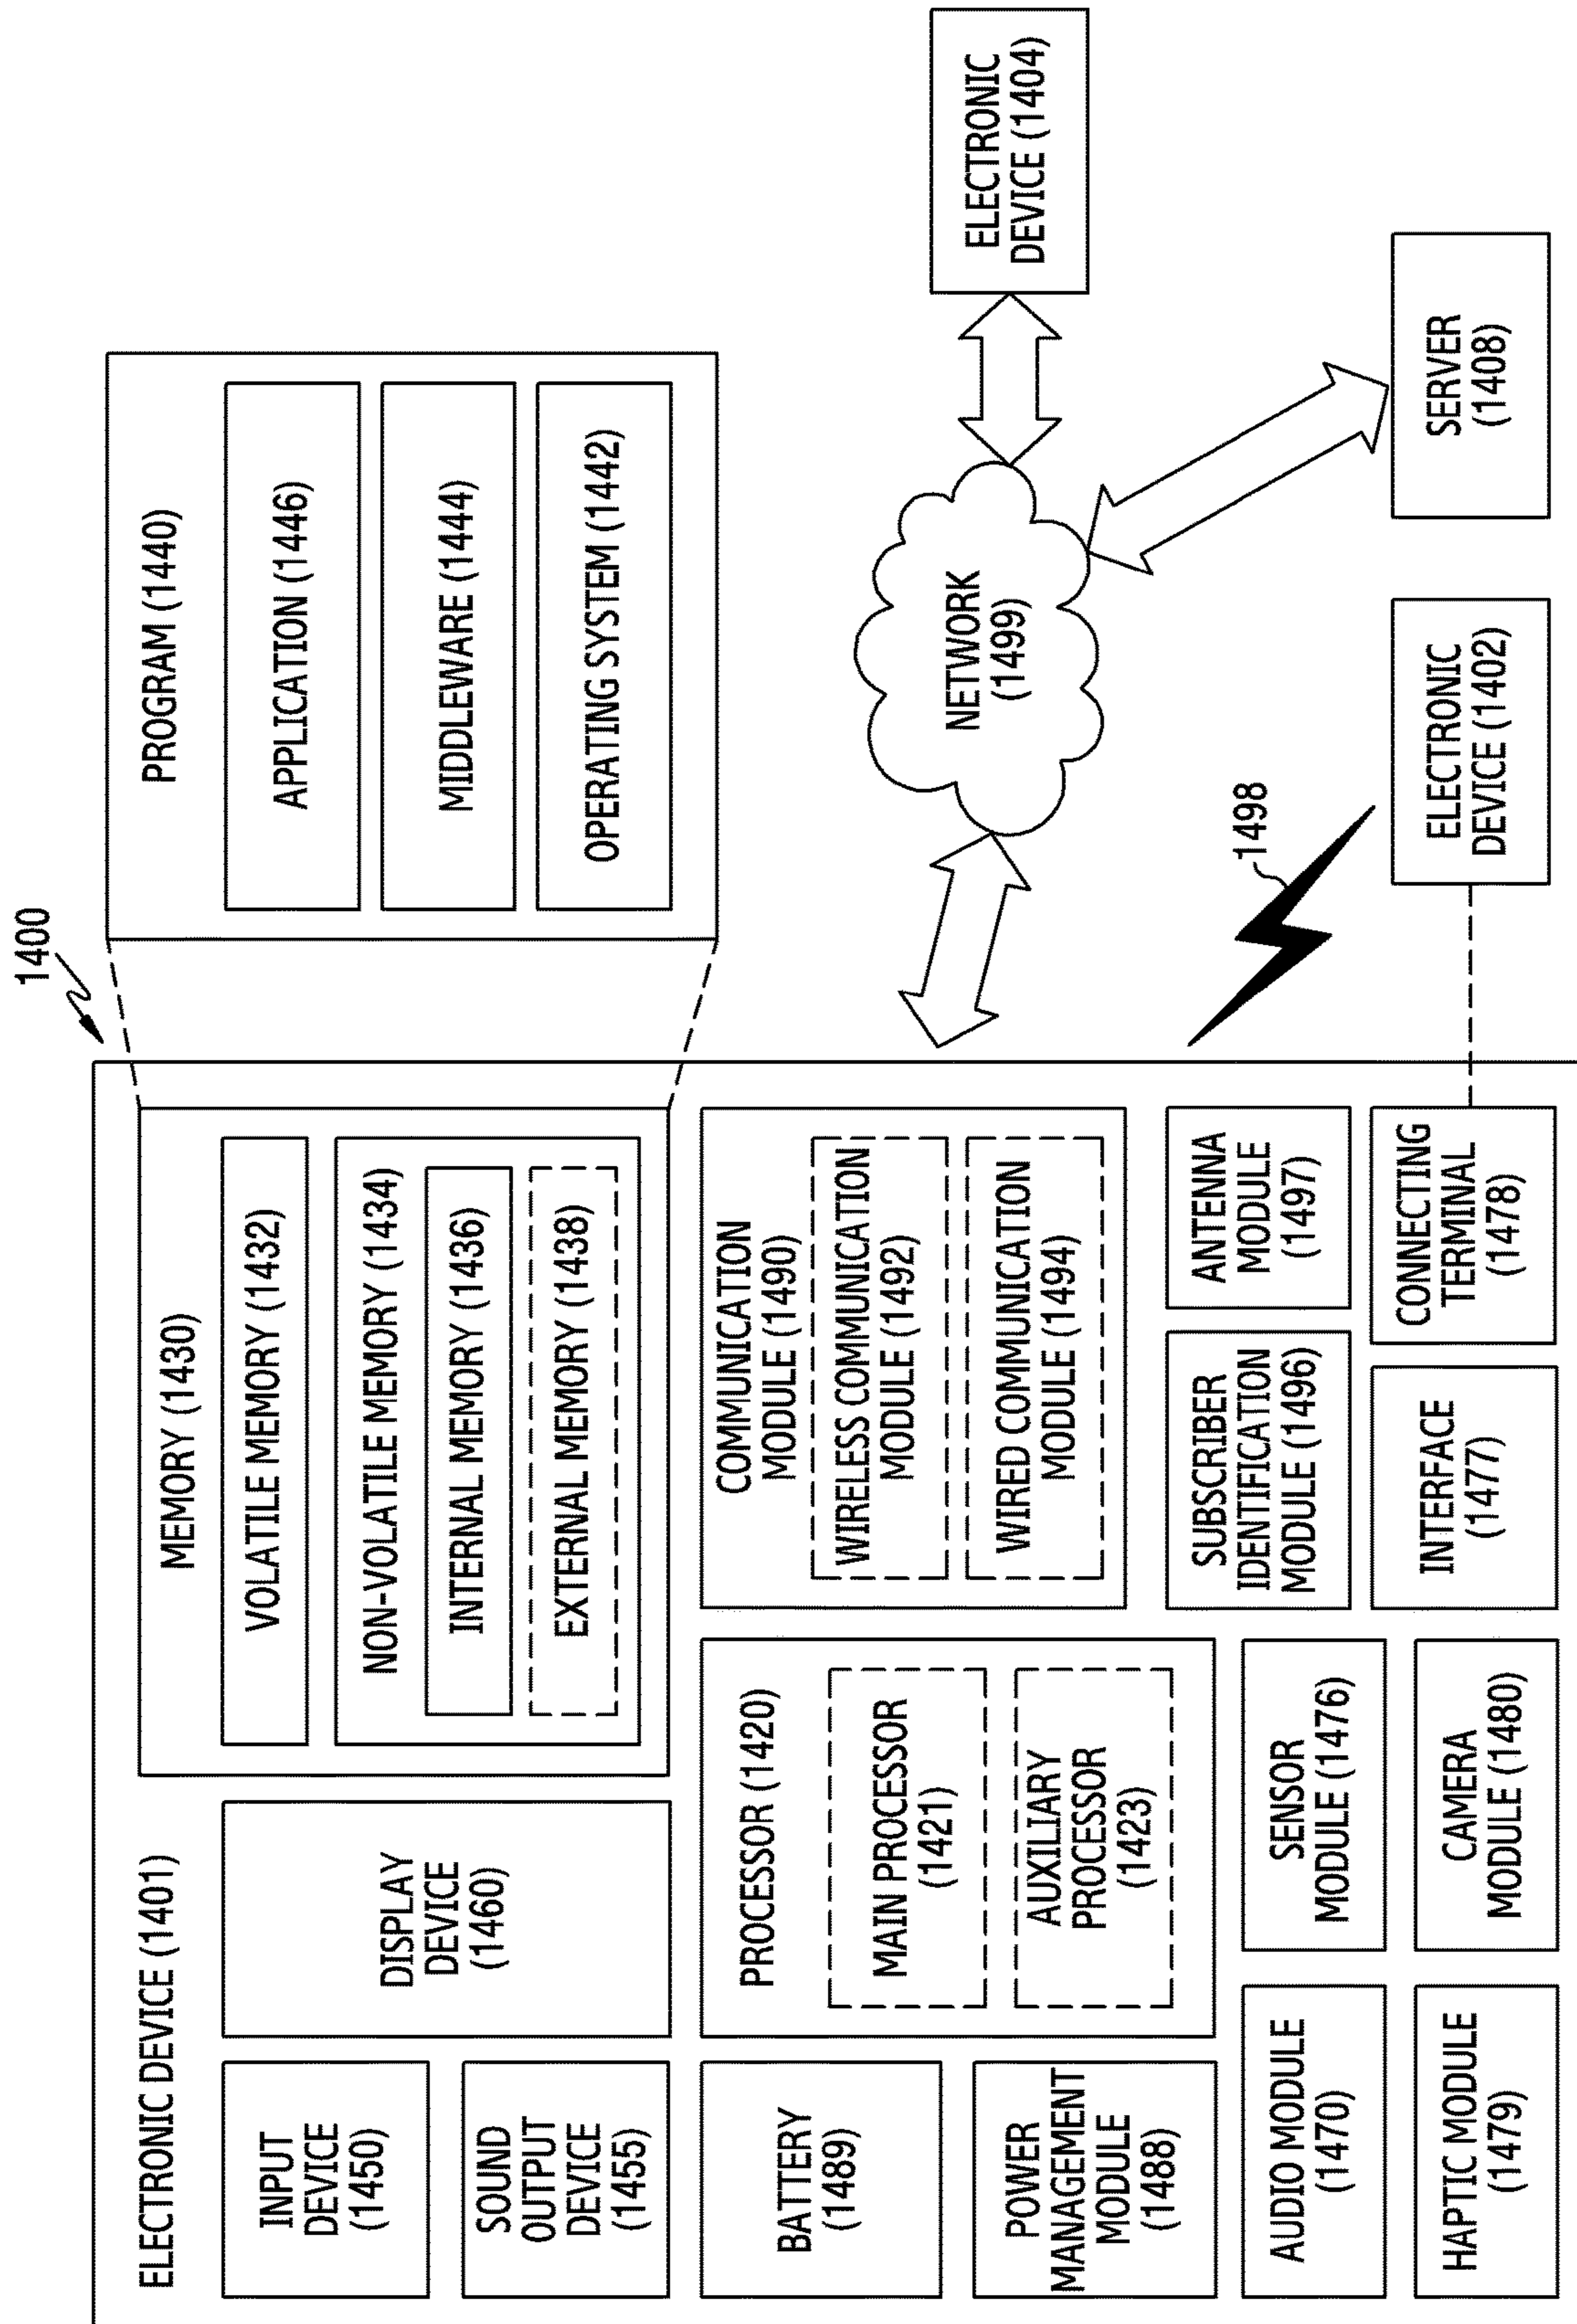 1400
ELECTRONIC DEVICE (1401)
INPUT
DEVICE
(1450)
SOUND
OUTPUT
DEVICE
(1455)
DISPLAY
DEVICE
(1460)
MEMORY (1430)
VOLATILE MEMORY (1432)
NON-VOLATILE MEMORY (1434)
INTERNAL MEMORY (1436)
EXTERNAL MEMORY (1438)
PROGRAM (1440)
APPLICATION (1446)
MIDDLEWARE (1444)
OPERATING SYSTEM (1442)
BATTERY
(1489)
POWER
MANAGEMENT
MODULE
(1488)
PROCESSOR (1420)
MAIN PROCESSOR
(1421)
AUXILIARY
PROCESSOR
(1423)
COMMUNICATION
MODULE (1490)
WIRELESS COMMUNICATION
MODULE (1492)
WIRED COMMUNICATION
MODULE (1494)
NETWORK
(1499)
ELECTRONIC
DEVICE (1404)
AUDIO MODULE
(1470)
SENSOR
MODULE (1476)
SUBSCRIBER
IDENTIFICATION
MODULE (1496)
ANTENNA
MODULE
(1497)
1498
HAPTIC MODULE
(1479)
CAMERA
MODULE (1480)
INTERFACE
(1477)
CONNECTING
TERMINAL
(1478)
ELECTRONIC
DEVICE (1402)
SERVER
(1408)